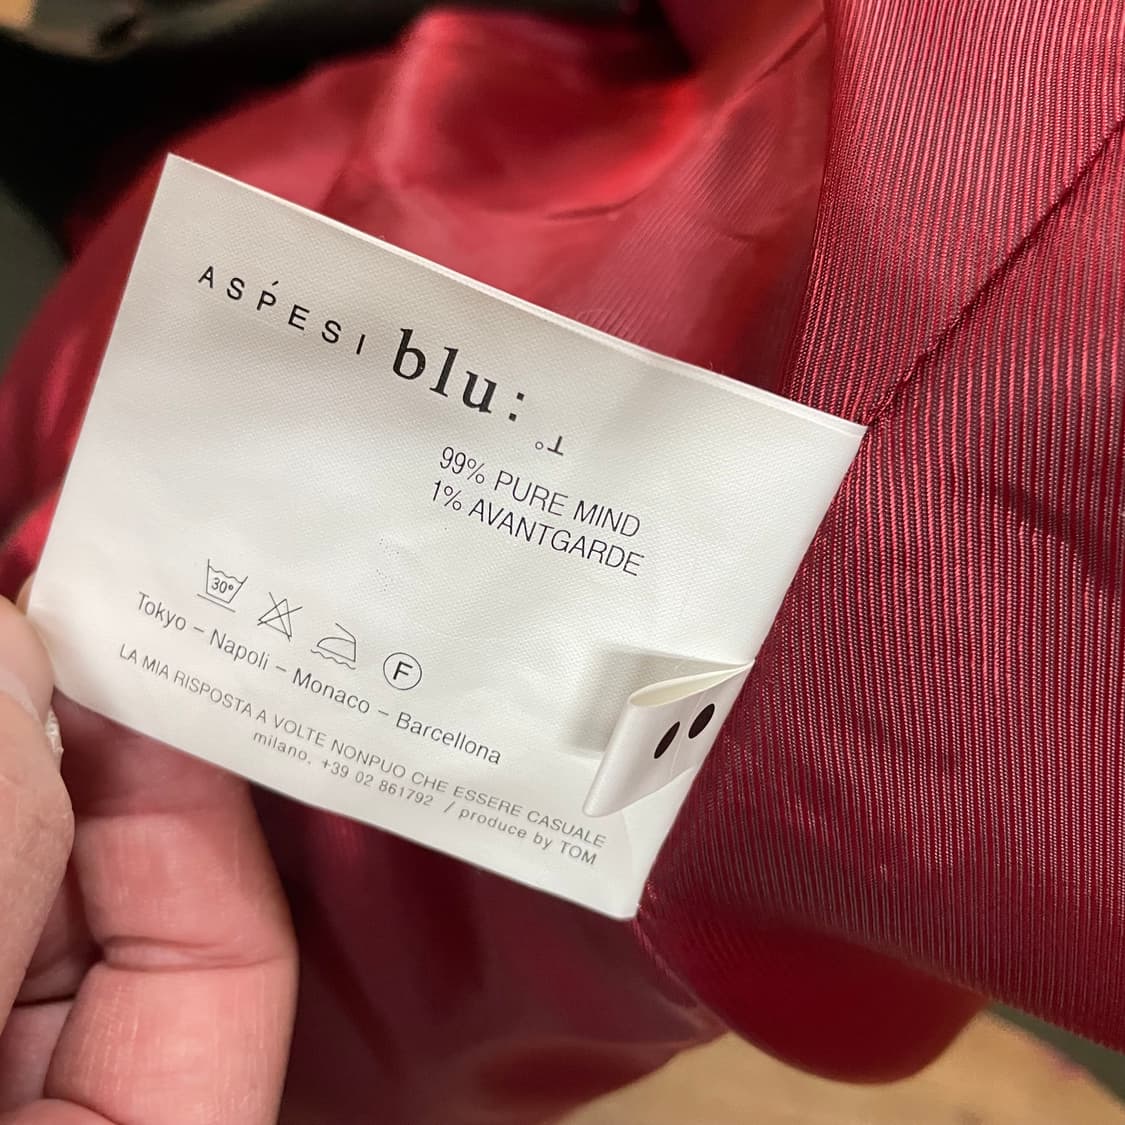 ASṔESI blu:
99% PURE MIND
1% AVANTGARDE
30°
F
Tokyo – Napoli – Monaco – Barcellona
LA MIA RISPOSTA A VOLTE NONPUO CHE ESSERE CASUALE
milano, +39 02 861792 / produce by TOM